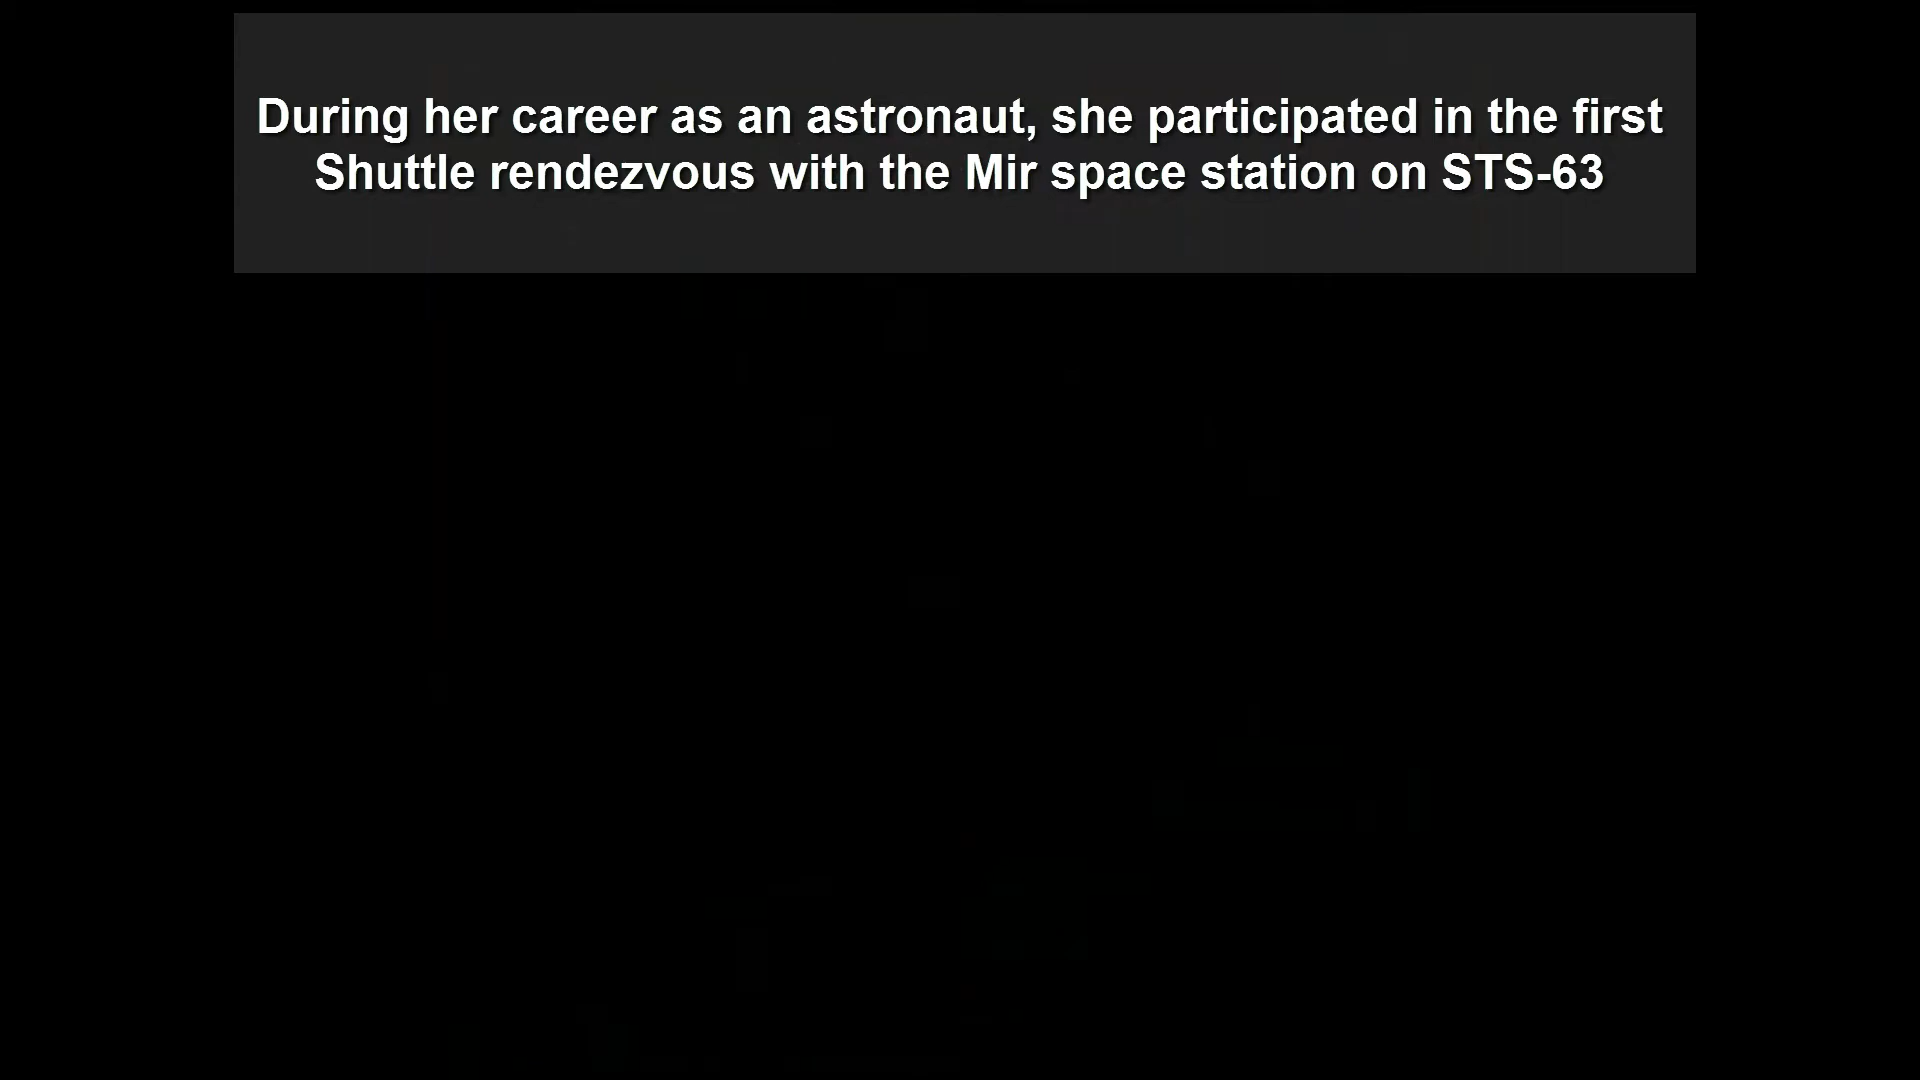 During her career as an astronaut, she participated in the first
Shuttle rendezvous with the Mir space station on STS-63